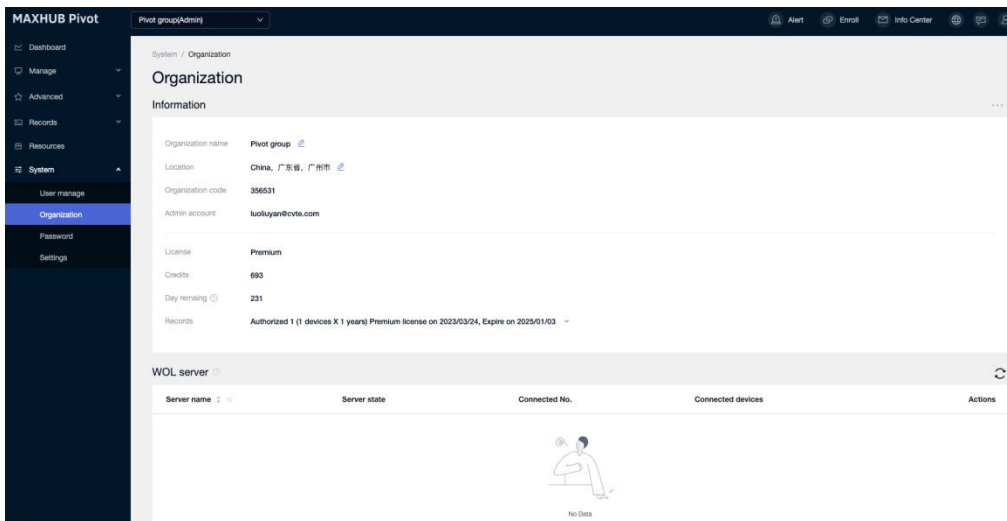 MAXHUB Pivot
Pivot group(Admin)
Alert
Enroll
Info Center
Dashboard
Manage
Advanced
Records
Resources
System
User manage
Organization
Password
Settings
System / Organization
Organization
Information
Organization name Pivot group
Location China, 广东省, 广州市
Organization code 356531
Admin account luoliuyan@cvte.com
License Premium
Credits 693
Day remaing
231
Records Authorized 1 (1 devices X 1 years) Premium license on 2023/03/24, Expire on 2025/01/03
WOL server
Server name Server state Connected No. Connected devices Actions
No Data